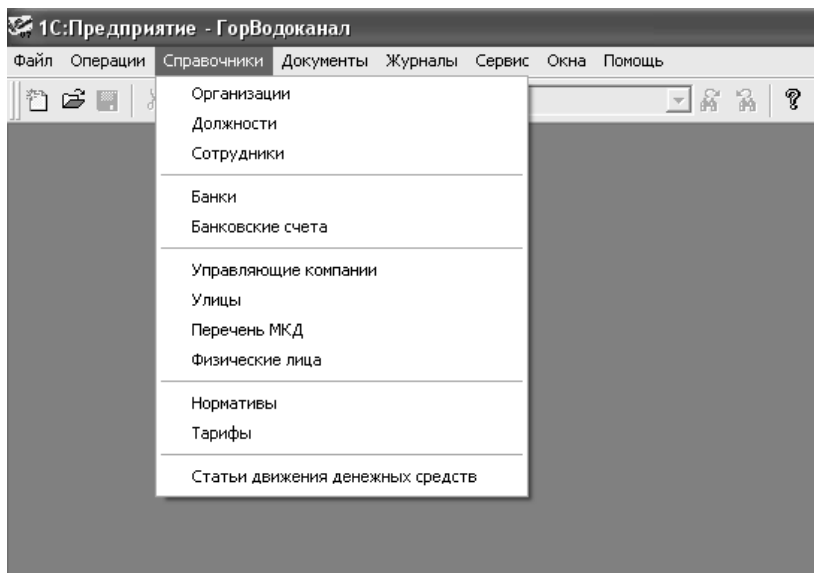 1С:Предприятие - ГорВодоканал
Файл Операции Справочники Документы Журналы Сервис Окна Помощь
Организации
Должности
Сотрудники
Банки
Банковские счета
Управляющие компании
Улицы
Перечень МКД
Физические лица
Нормативы
Тарифы
Статьи движения денежных средств